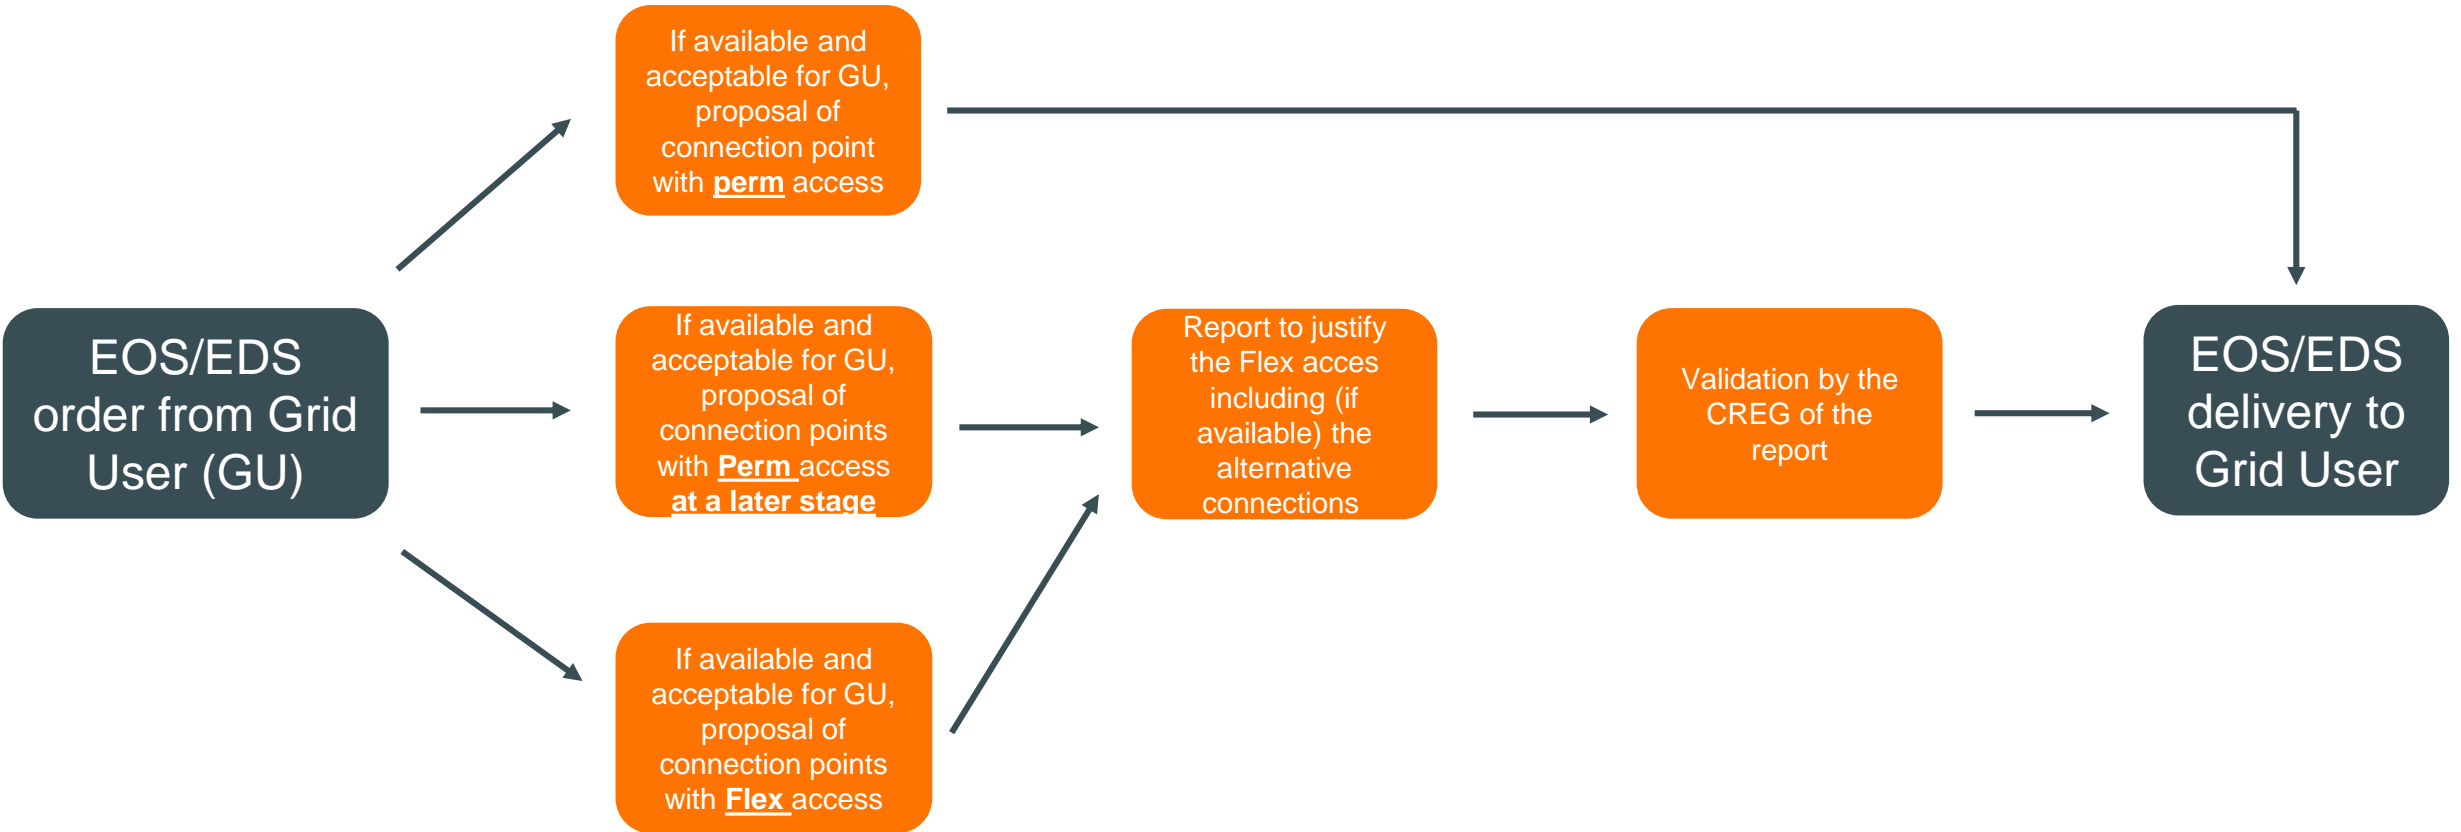 EOS/EDS
order from Grid
User (GU)
If available and
acceptable for GU,
proposal of
connection point
with perm access
If available and
acceptable for GU,
proposal of
connection points
with Perm access
at a later stage
If available and
acceptable for GU,
proposal of
connection points
with Flex access
Report to justify
the Flex acces
including (if
available) the
alternative
connections
Validation by the
CREG of the
report
EOS/EDS
delivery to
Grid User